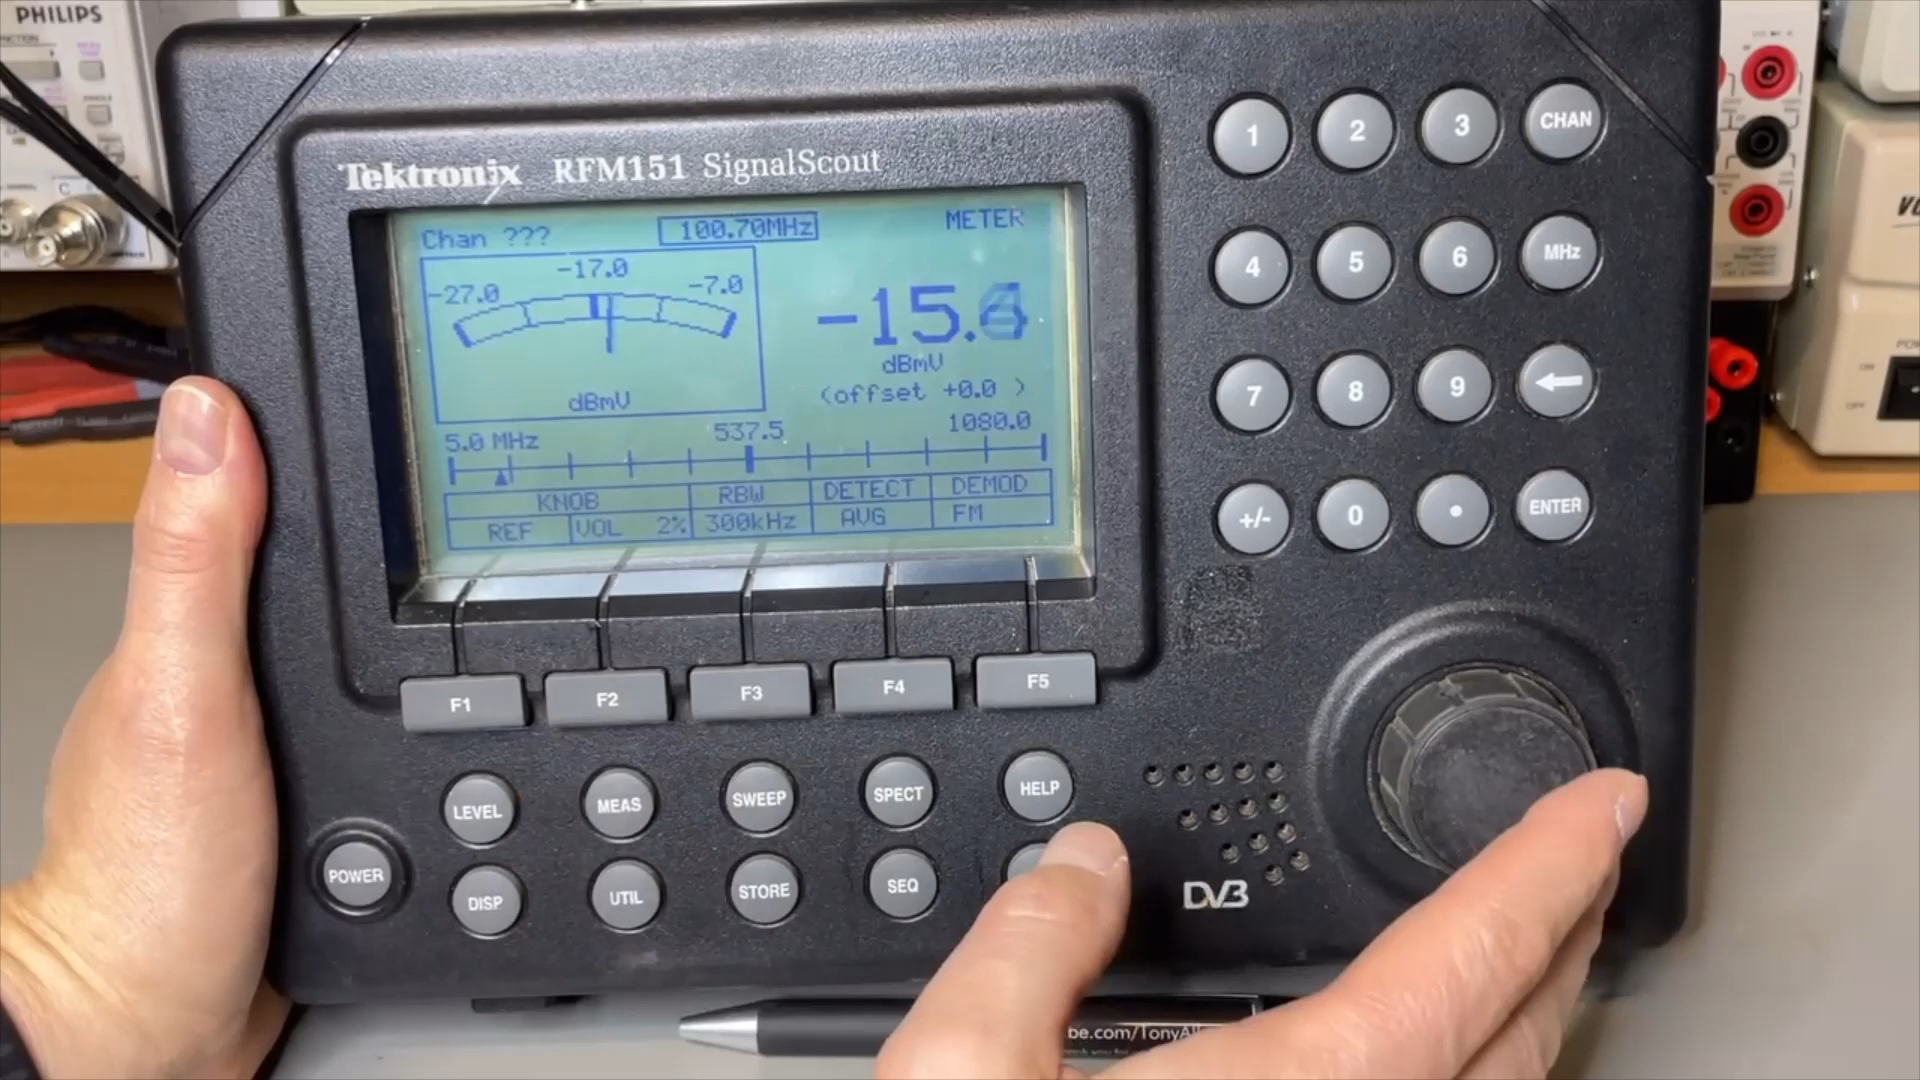 PHILIPS
Tektronix RFM151 SignalScout
Chan ???
100.70MHz
METER
-27.0
-17.0
-7.0
dBmV
-15.
dBmV
(offset +0.0 )
5.0 MHz
537.5
1080.0
KNOB
RBW
DETECT
DEMOD
REF
VOL 2%
300kHz
AVG
FM
F1
F2
F3
F4
F5
LEVEL
MEAS
SWEEP
SPECT
HELP
POWER
DISP
UTIL
STORE
SEQ
1
2
3
CHAN
4
5
6
MHz
7
8
9
+/-
0
•
ENTER
DVB
be.com/TonyAl